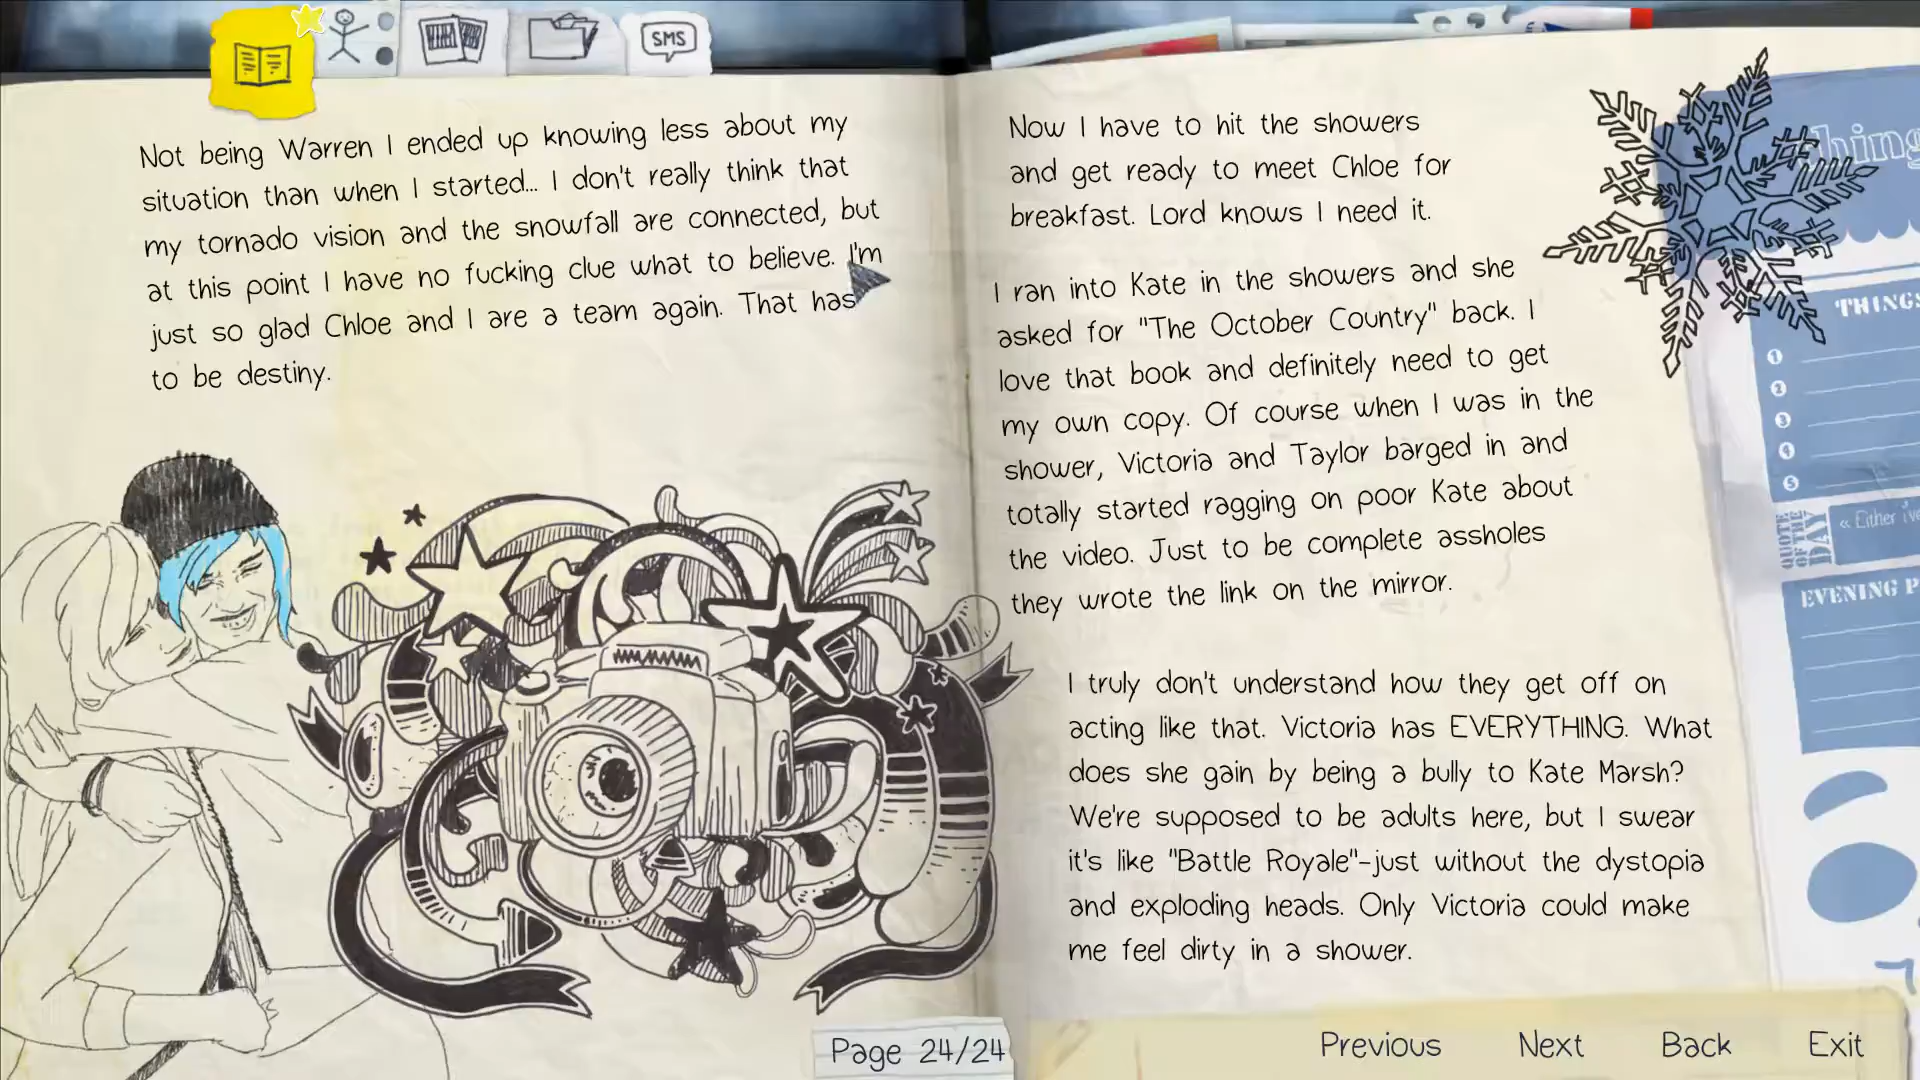 SMS
Not being Warren I ended up knowing less about my
situation than when I started... I don't really think that
my tornado vision and the snowfall are connected, but
at this point I have no fucking clue what to believe. I'm
just so glad Chloe and I are a team again. That has
to be destiny.
Page 24/24
Now I have to hit the showers
and get ready to meet Chloe for
breakfast. Lord knows I need it.
I ran into Kate in the showers and she
asked for "The October Country" back. I
love that book and definitely need to get
my own copy. Of course when I was in the
shower, Victoria and Taylor barged in and
totally started ragging on poor Kate about
the video. Just to be complete assholes
they wrote the link on the mirror.
I truly don't understand how they get off on
acting like that. Victoria has EVERYTHING. What
does she gain by being a bully to Kate Marsh?
We're supposed to be adults here, but I swear
it's like "Battle Royale"-just without the dystopia
and exploding heads. Only Victoria could make
me feel dirty in a shower.
THINGS
1
2
3
4
5
QUOTE OF THE DAY
« Either i've
EVENING P
Previous Next Back Exit